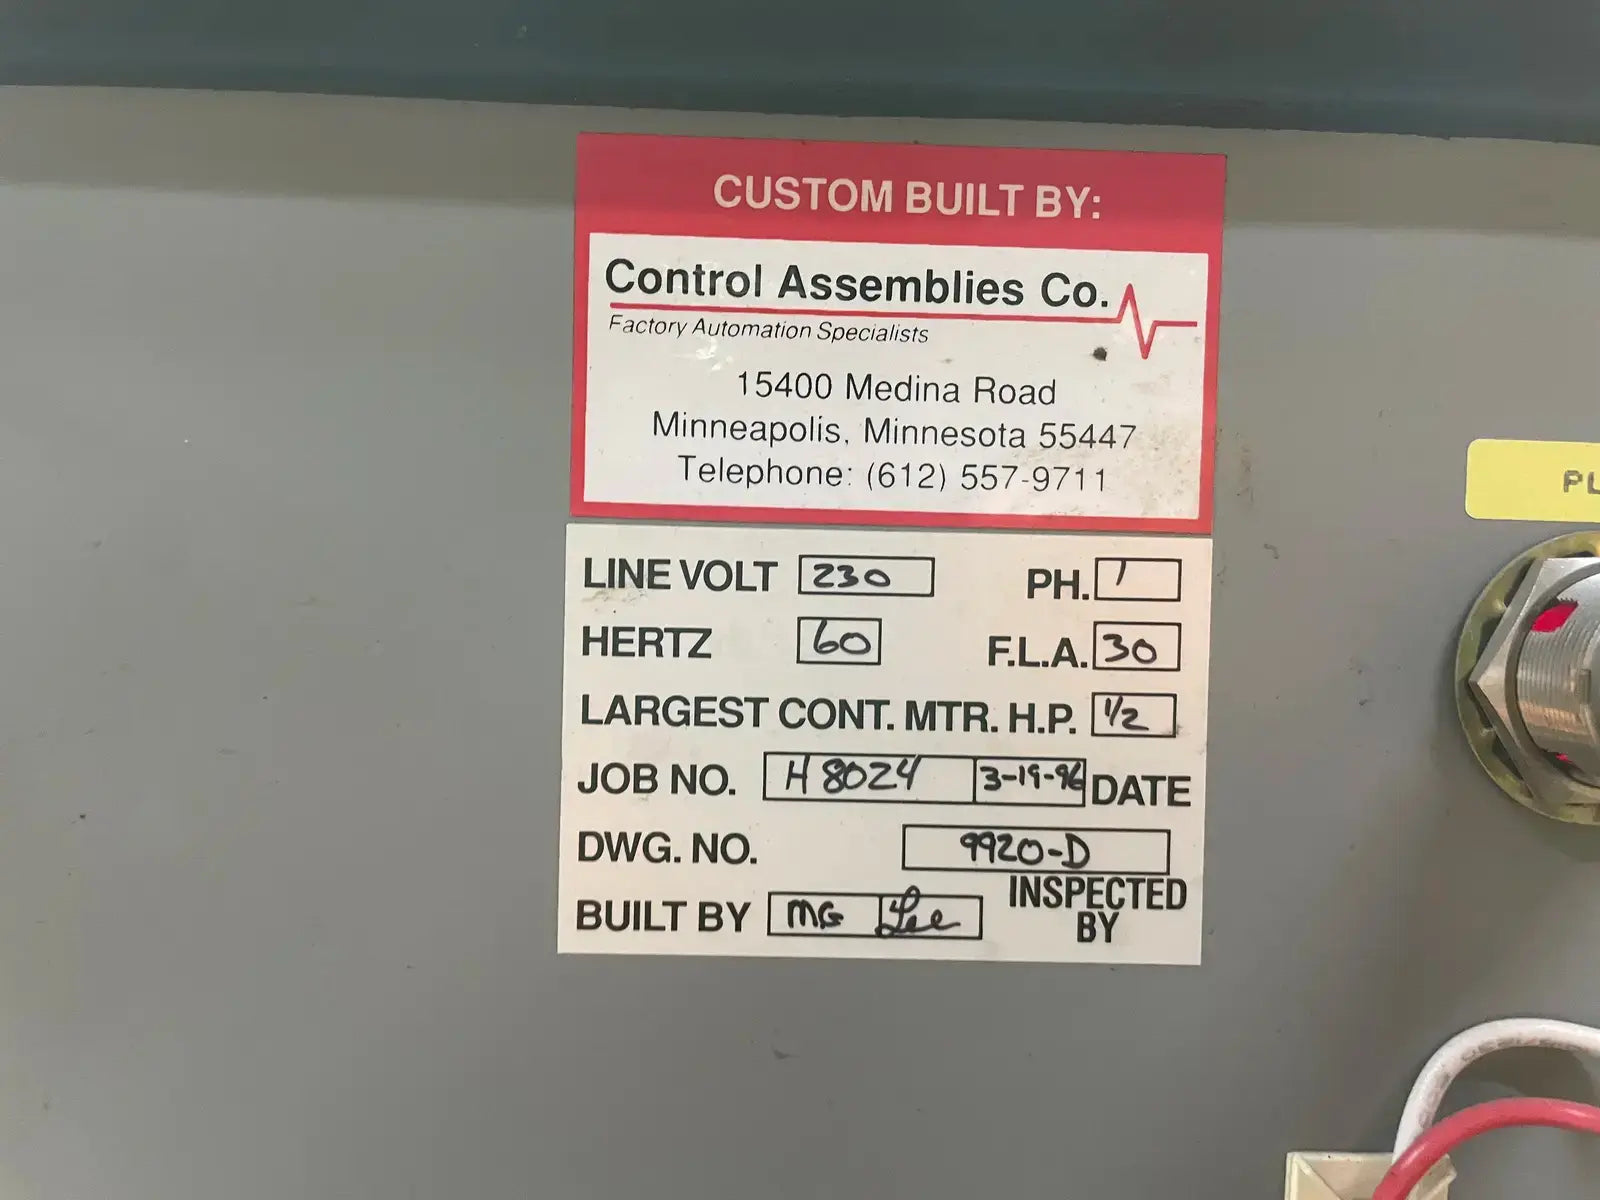 CUSTOM BUILT BY:
Control Assemblies Co.
Factory Automation Specialists
15400 Medina Road
Minneapolis, Minnesota 55447
Telephone: (612) 557-9711
LINE VOLT 230 PH. 1
HERTZ 60 F.L.A. 30
LARGEST CONT. MTR. H.P. 1/2
JOB NO. H 8024 3-19-96 DATE
DWG. NO. 9920-D
BUILT BY MG Lee INSPECTED BY
PL